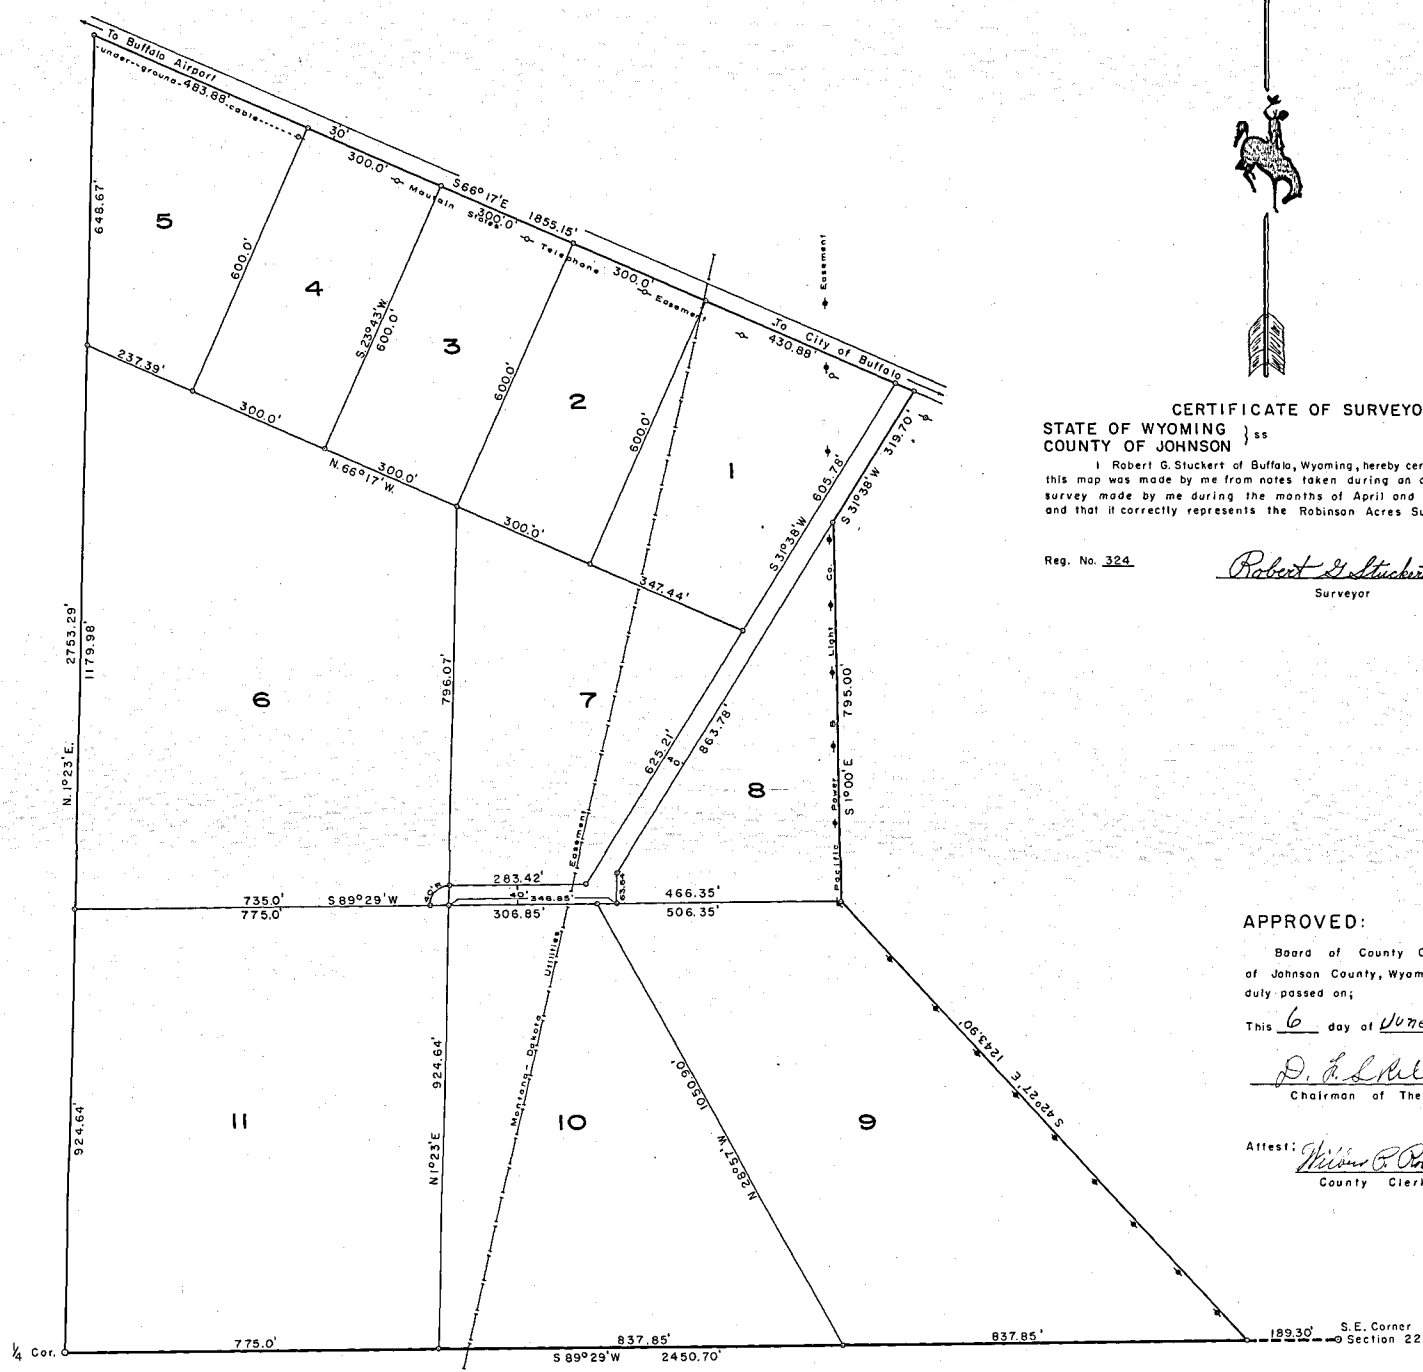 To Buffalo Airport
under-ground cable
483.88'
30'
300.0'
Moutain States Telephone Easement
S66°17'E 1855.15'
300.0'
300.0'
To City of Buffalo
430.88'
Easement
648.67'
5
600.0'
4
S.23°43'W.
600.0'
3
600.0'
2
600.0'
1
237.39'
300.0'
N.66°17'W.
300.0'
300.0'
347.44'
S 31°38'W 605.78'
S 31°38'W 319.70'
CERTIFICATE OF SURVEYO
STATE OF WYOMING
COUNTY OF JOHNSON } ss
I Robert G. Stuckert of Buffalo, Wyoming, hereby cer
this map was made by me from notes taken during an
survey made by me during the months of April and
and that it correctly represents the Robinson Acres Su
Reg. No. 324
Robert G Stucker
Surveyor
2753.29'
1179.98'
N. 1°23'E.
6
796.07'
7
625.21'
40'
863.78'
8
Pacific Power & Light Co.
S 1°00'E 795.00'
40'R
283.42'
40'
346.85'
63.64'
466.35'
735.0'
S89°29'W
775.0'
306.85'
506.35'
Montana-Dakota Utilities Easement
924.64'
11
N1°23'E 924.64'
10
N 28°57'W 1050.90'
9
S42°27'E 1243.90'
APPROVED:
Board of County C
of Johnson County, Wyom
duly passed on;
This 6 day of June
Chairman of The
Attest:
County Cler
¼ Cor.
775.0'
837.85'
S 89°29'W 2450.70'
837.85'
189.30'
S.E. Corner
Section 22